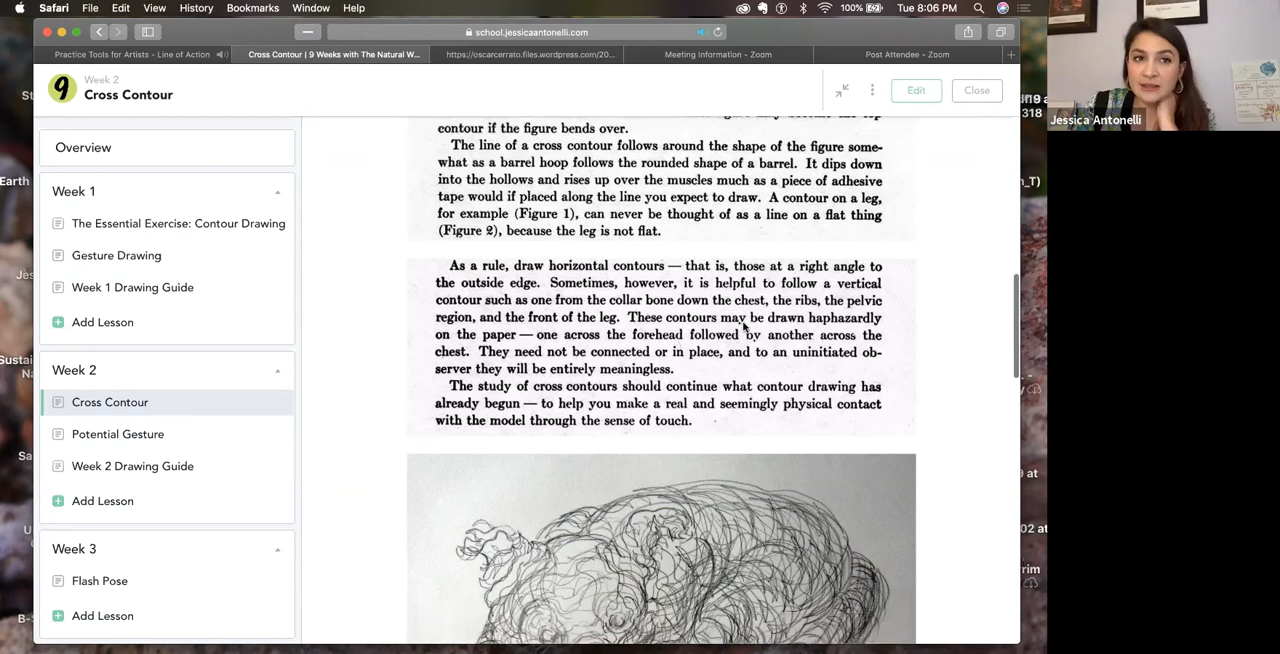 Safari File Edit View History Bookmarks Window Help
100%
Tue 8:06 PM
school.jessicaantonelli.com
Practice Tools for Artists - Line of Action
Cross Contour | 9 Weeks with The Natural W...
https://oscarcerrato.files.wordpress.com/20...
Meeting Information - Zoom
Post Attendee - Zoom
9
Week 2
Cross Contour
Edit
Close
Jessica Antonelli
Overview
Week 1
The Essential Exercise: Contour Drawing
Gesture Drawing
Week 1 Drawing Guide
Add Lesson
Week 2
Cross Contour
Potential Gesture
Week 2 Drawing Guide
Add Lesson
Week 3
Flash Pose
Add Lesson
contour if the figure bends over.
The line of a cross contour follows around the shape of the figure some-
what as a barrel hoop follows the rounded shape of a barrel. It dips down
into the hollows and rises up over the muscles much as a piece of adhesive
tape would if placed along the line you expect to draw. A contour on a leg,
for example (Figure 1), can never be thought of as a line on a flat thing
(Figure 2), because the leg is not flat.
As a rule, draw horizontal contours — that is, those at a right angle to
the outside edge. Sometimes, however, it is helpful to follow a vertical
contour such as one from the collar bone down the chest, the ribs, the pelvic
region, and the front of the leg. These contours may be drawn haphazardly
on the paper — one across the forehead followed by another across the
chest. They need not be connected or in place, and to an uninitiated ob-
server they will be entirely meaningless.
The study of cross contours should continue what contour drawing has
already begun — to help you make a real and seemingly physical contact
with the model through the sense of touch.